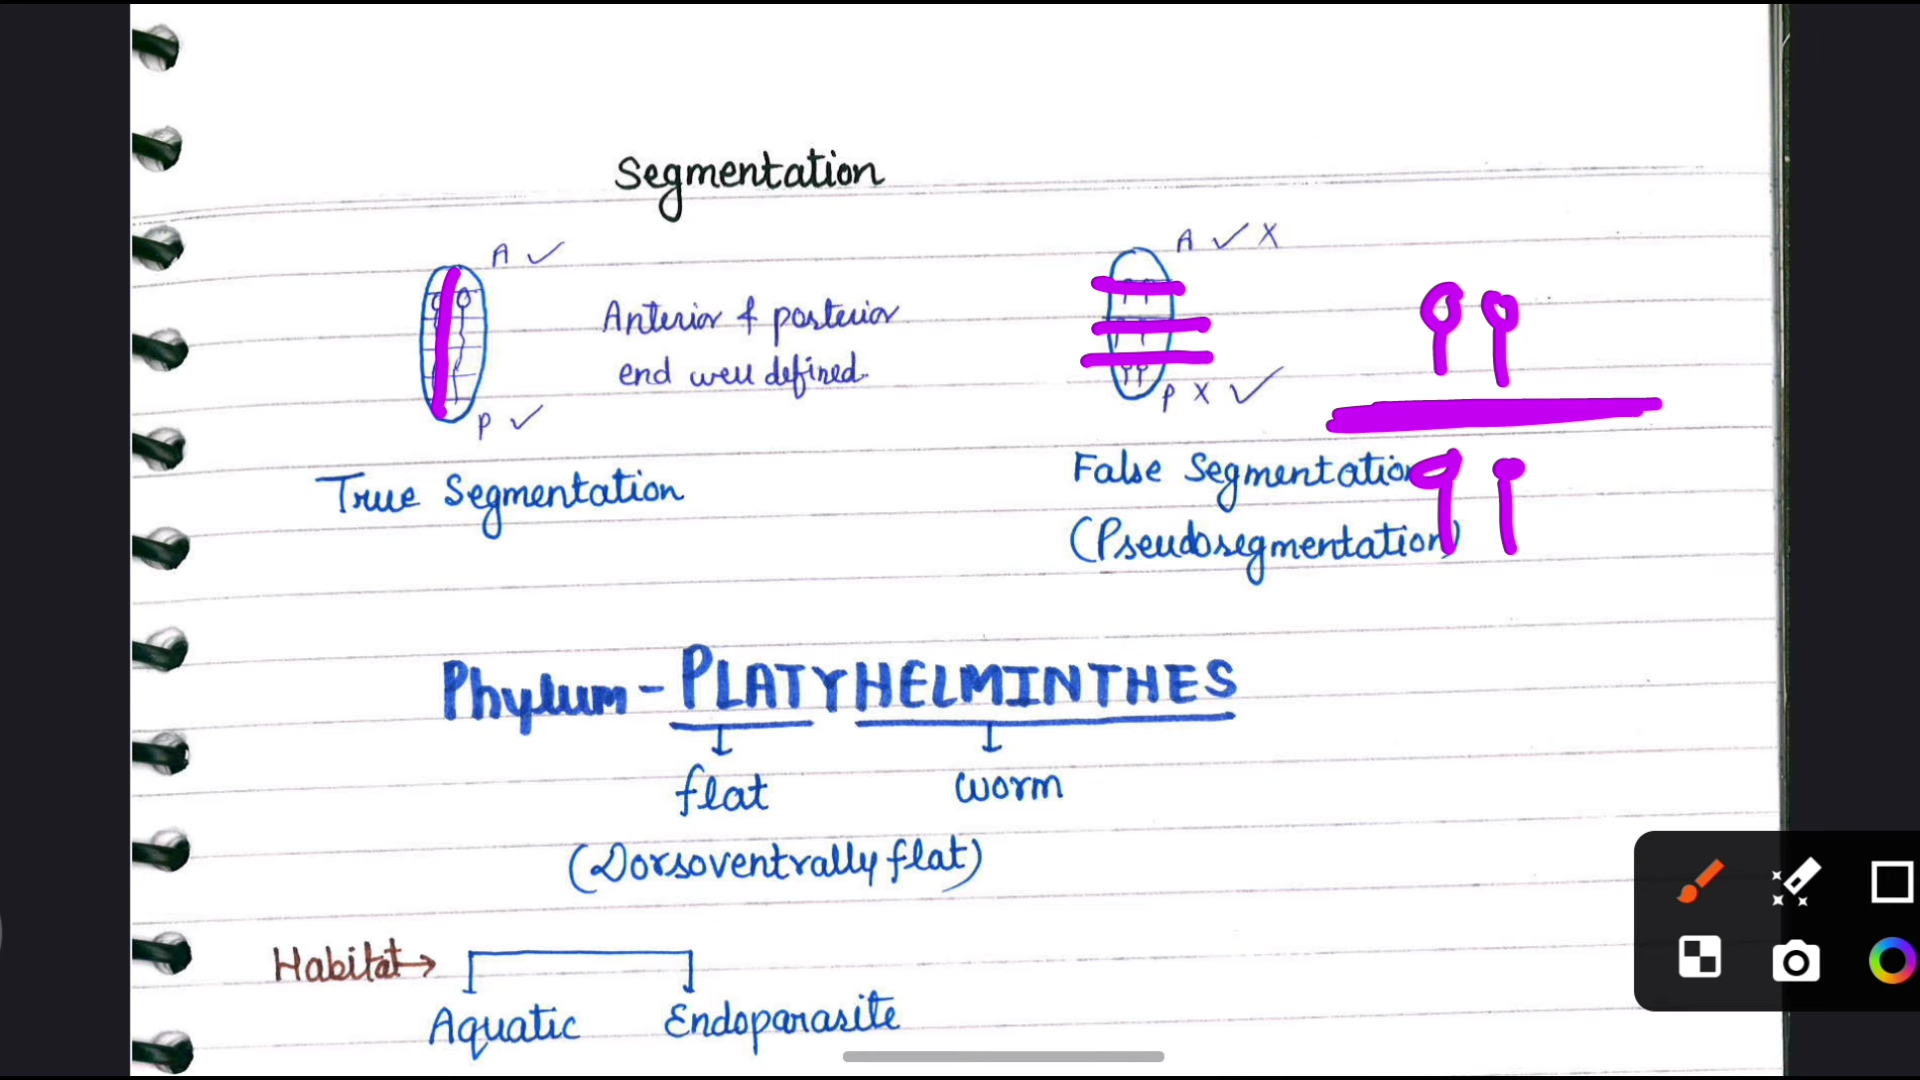 Segmentation
A ✓
A ✓ X
Anterior & posterior
end well defined.
P ✓
P X ✓
True Segmentation
False Segmentation
(Pseudosegmentation)
Phylum - PLATYHELMINTHES
flat worm
(Dorsoventrally flat)
Habitat →
Aquatic Endoparasite